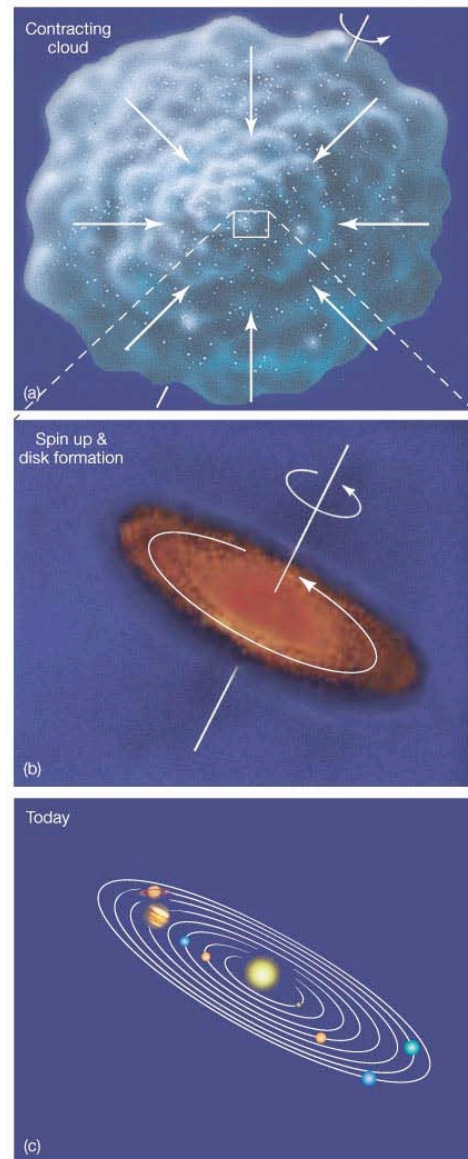 Contracting
cloud
(a)
Spin up &
disk formation
(b)
Today
(c)